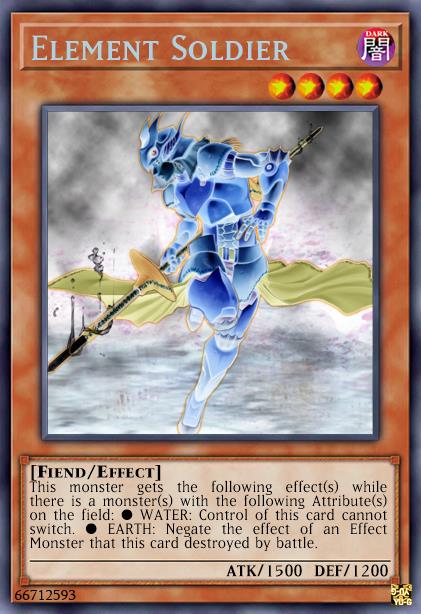 ELEMENT SOLDIER
DARK
闇
[FIEND/EFFECT]
This monster gets the following effect(s) while
there is a monster(s) with the following Attribute(s)
on the field: ● WATER: Control of this card cannot
switch. ● EARTH: Negate the effect of an Effect
Monster that this card destroyed by battle.
ATK/1500 DEF/1200
66712593